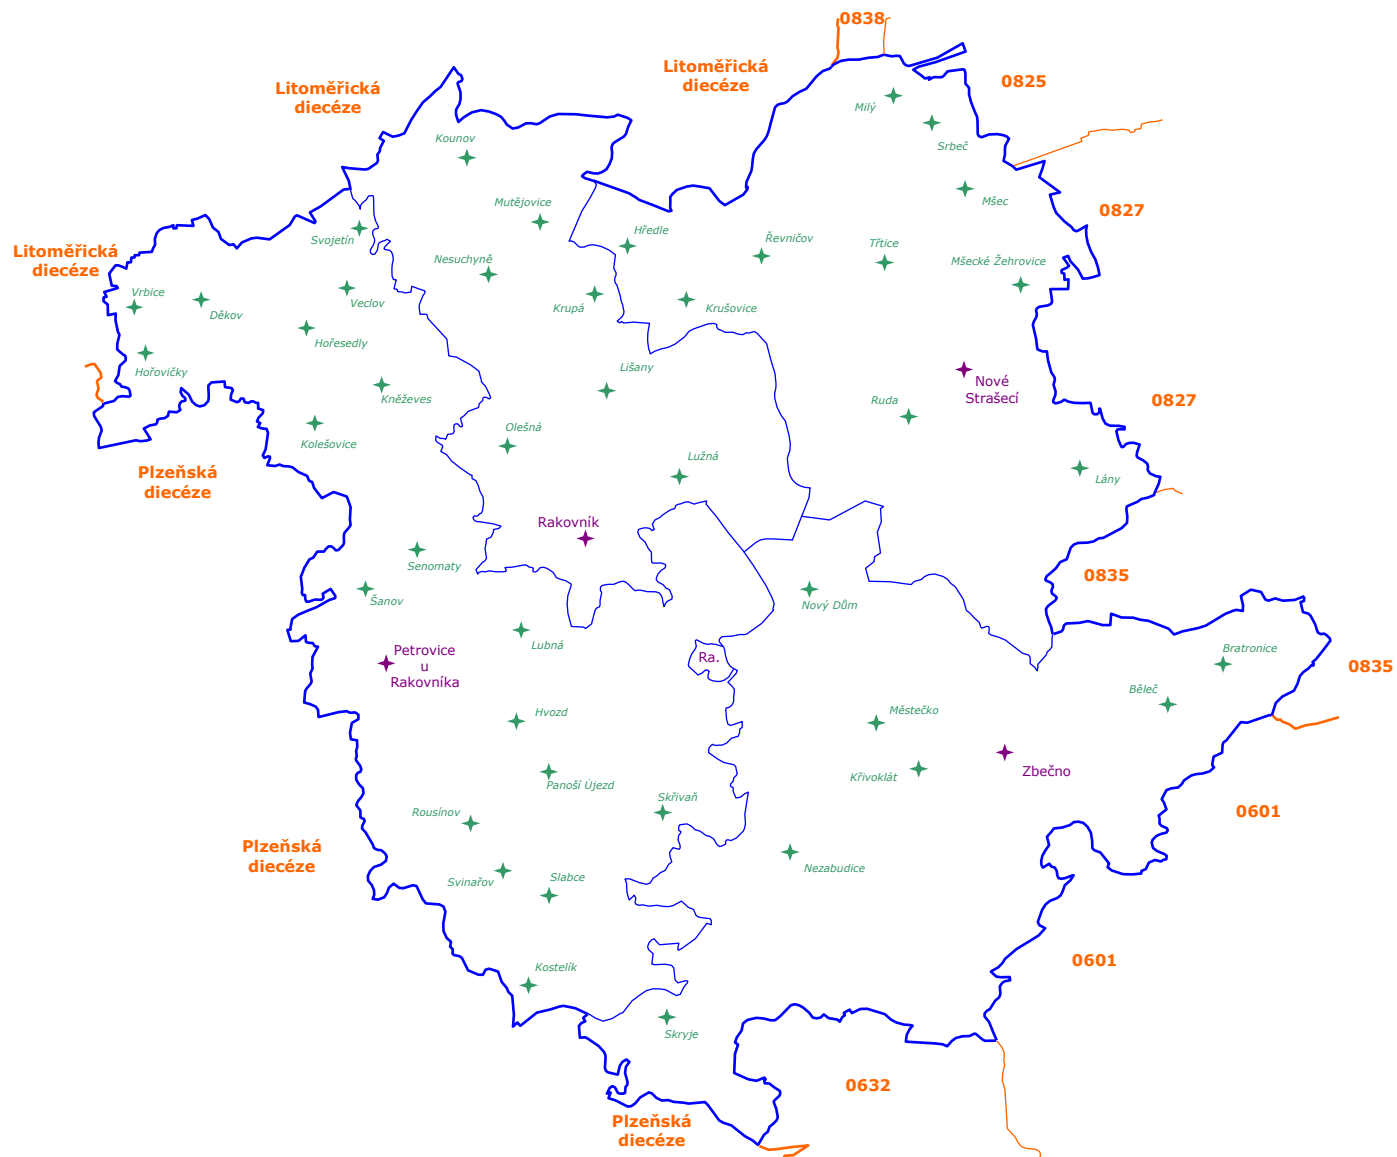 0838
Litoměřická
diecéze
0825
Litoměřická
diecéze
Milý
Kounov
Srbeč
Mšec
Mutějovice
0827
Hředle
Řevničov
Třtice
Svojetín
Litoměřická
diecéze
Nesuchyně
Mšecké Žehrovice
Vrbice
Veclov
Děkov
Krupá
Krušovice
Hořesedly
Hořovičky
Lišany
Nové
Strašecí
Kněževes
Ruda
0827
Kolešovice
Olešná
Lužná
Lány
Plzeňská
diecéze
Rakovník
Senomaty
0835
Šanov
Nový Dům
Lubná
Petrovice
u
Rakovníka
Ra.
Bratronice
0835
Běleč
Hvozd
Městečko
Křivoklát
Zbečno
Panoší Újezd
Skřivaň
Rousínov
0601
Plzeňská
diecéze
Nezabudice
Svinařov
Slabce
Kostelík
0601
Skryje
0632
Plzeňská
diecéze